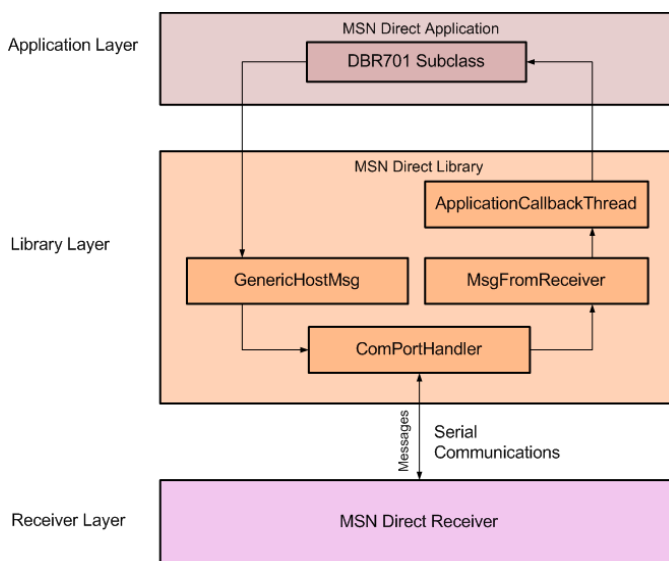 Application Layer
MSN Direct Application
DBR701 Subclass
MSN Direct Library
ApplicationCallbackThread
Library Layer
GenericHostMsg
MsgFromReceiver
ComPortHandler
Messages
Serial
Communications
Receiver Layer
MSN Direct Receiver